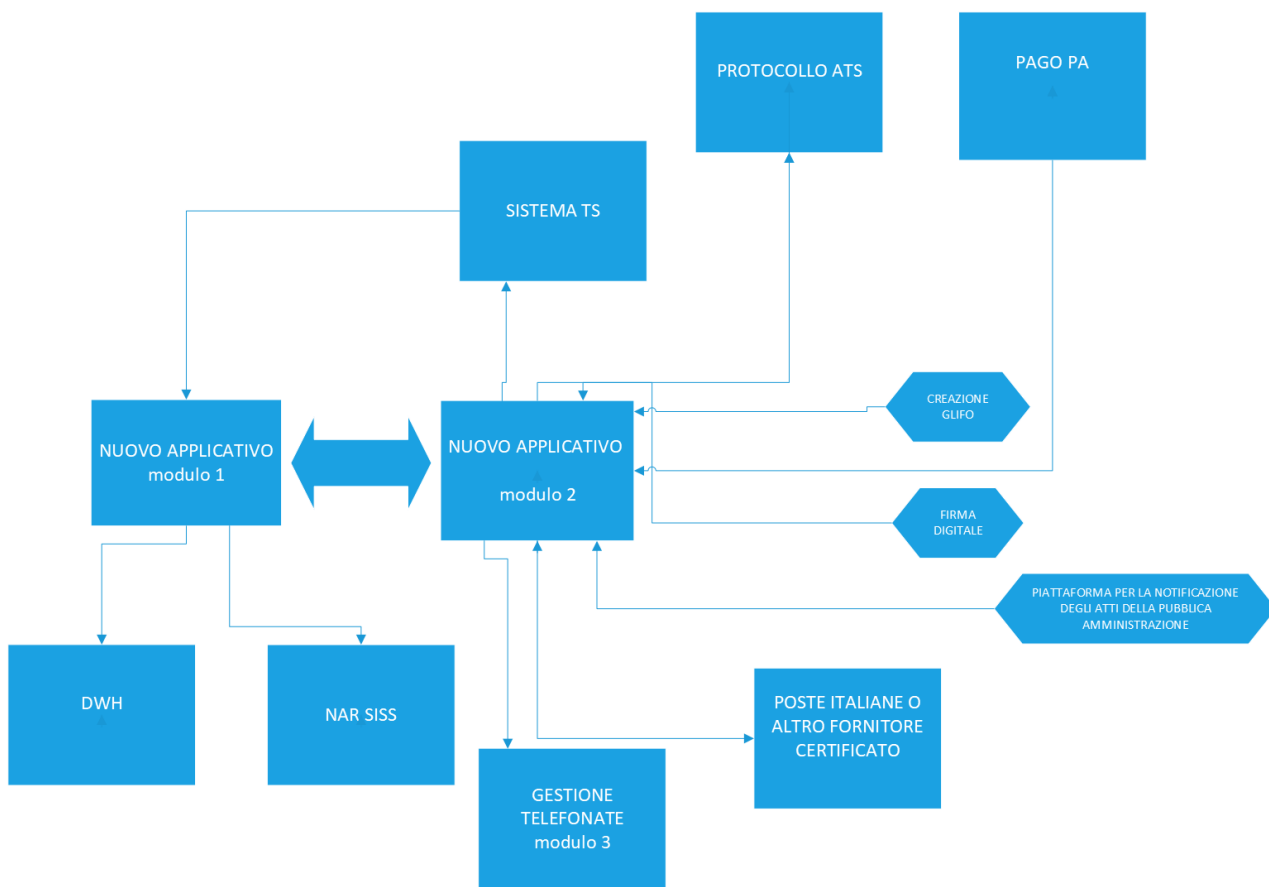 PROTOCOLLO ATS
PAGO PA
SISTEMA TS
CREAZIONE
GLIFO
NUOVO APPLICATIVO
modulo 1
NUOVO APPLICATIVO
modulo 2
FIRMA
DIGITALE
PIATTAFORMA PER LA NOTIFICAZIONE
DEGLI ATTI DELLA PUBBLICA
AMMINISTRAZIONE
DWH
NAR SISS
POSTE ITALIANE O
ALTRO FORNITORE
CERTIFICATO
GESTIONE
TELEFONATE
modulo 3